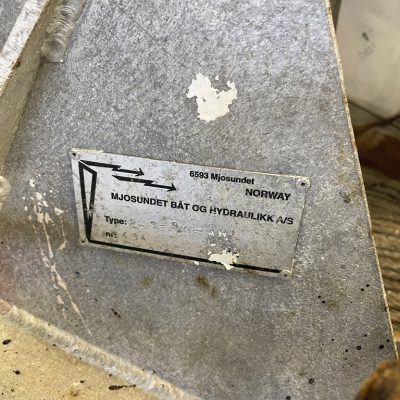 6593 Mjosundet
NORWAY
MJOSUNDET BÅT OG HYDRAULIKK A/S
Type:
nr: